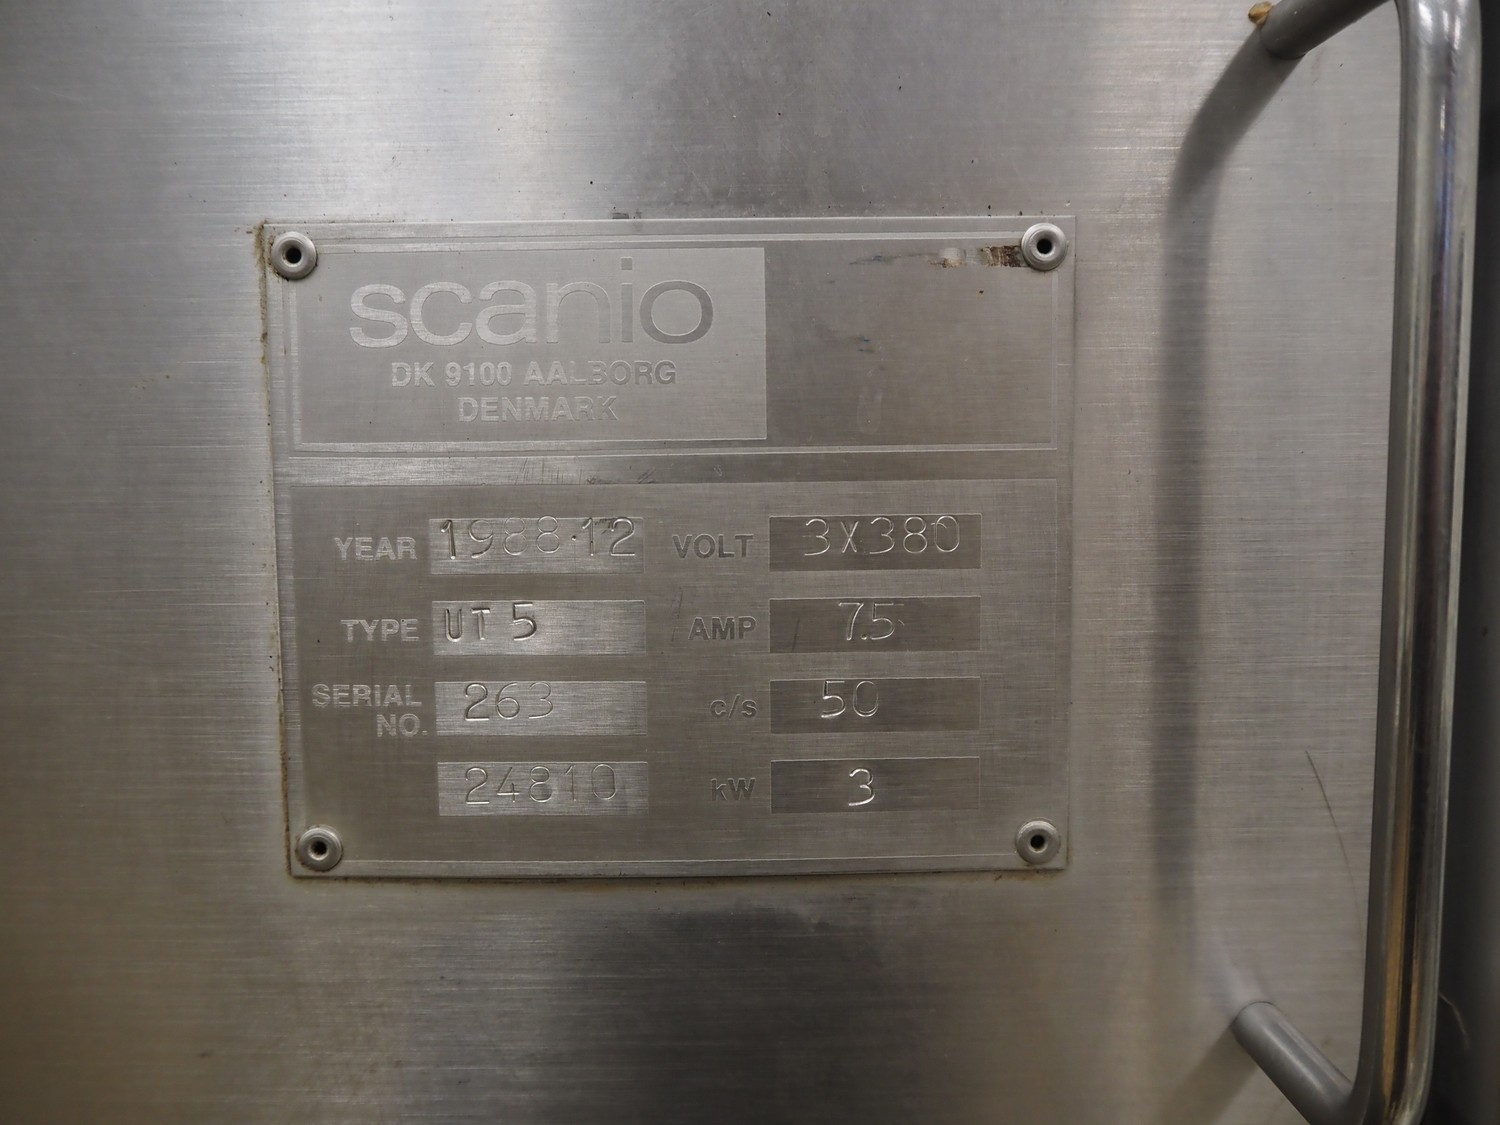 scanio
DK 9100 AALBORG
DENMARK
YEAR 1988.12 VOLT 3X380
TYPE UT 5 AMP 7.5
SERIAL NO. 263 c/s 50
24810 kW 3